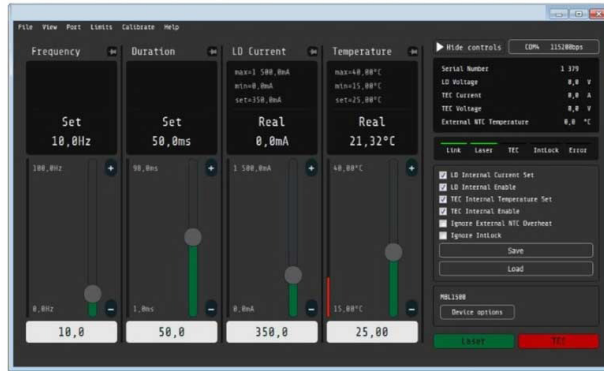 File View Port Limits Calibrate Help
Frequency
Set
10,0Hz
100,0Hz
0,0Hz
10,0
Duration
Set
50,0ms
90,0ms
1,0ms
50,0
LD Current
max=1 500,0mA
min=0,0mA
set=350,0mA
Real
0,0mA
1 500,0mA
0,0mA
350,0
Temperature
max=40,00°C
min=15,00°C
set=25,00°C
Real
21,32°C
40,00°C
15,00°C
25,00
Hide controls
COM4 115200bps
Serial Number 1 379
LD Voltage 0,0 V
TEC Current 0,0 A
TEC Voltage 0,0 V
External NTC Temperature 0,0 °C
Link Laser TEC IntLock Error
LD Internal Current Set
LD Internal Enable
TEC Internal Temperature Set
TEC Internal Enable
Ignore External NTC Overheat
Ignore IntLock
Save
Load
MBL1500
Device options
Laser TEC